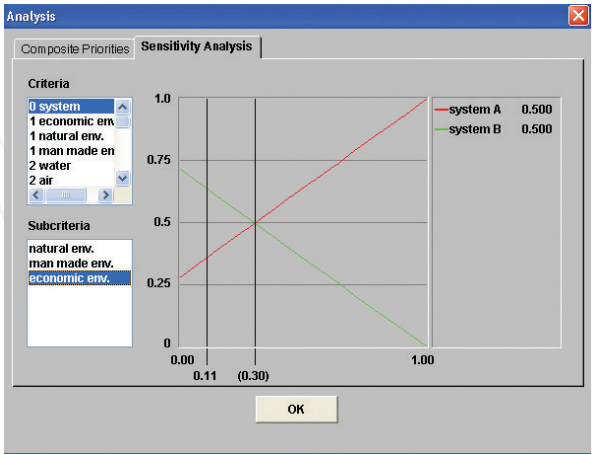 Analysis
Composite Priorities
Sensitivity Analysis
Criteria
0 system
1 economic env
1 natural env.
1 man made en
2 water
2 air
Subcriteria
natural env.
man made env.
economic env.
1.0
0.75
0.5
0.25
0
0.00
1.00
0.11
(0.30)
system A 0.500
system B 0.500
OK